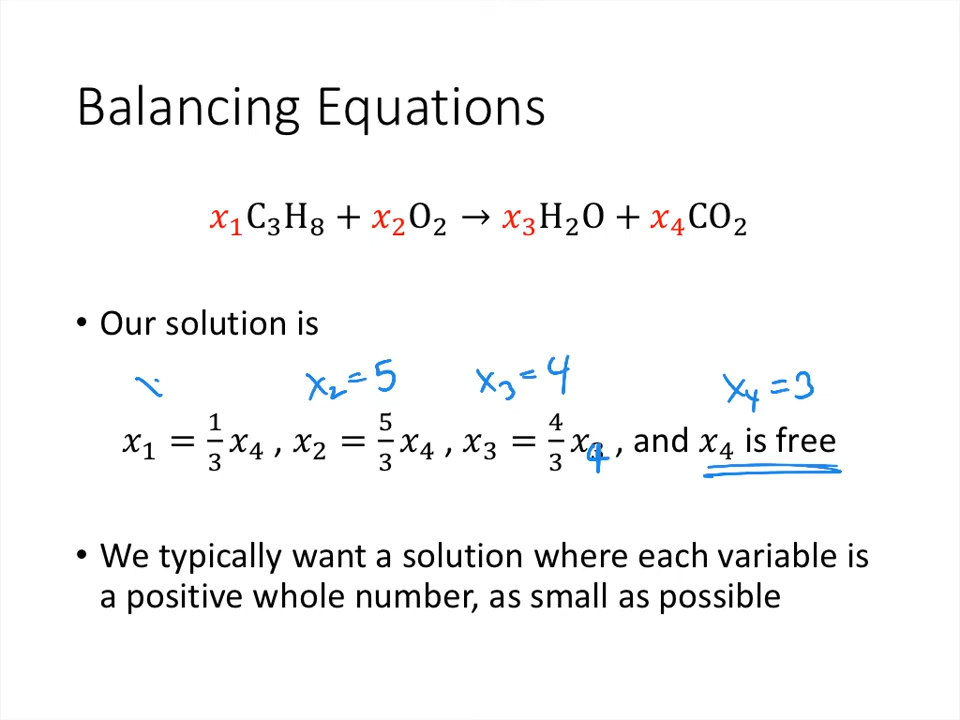 Balancing Equations
x₁C₃H₈ + x₂O₂ → x₃H₂O + x₄CO₂
• Our solution is
x x₂ = 5 x₃ = 4 x₄ = 3
x₁ = 1/3 x₄ , x₂ = 5/3 x₄ , x₃ = 4/3 x₄ , and x₄ is free
• We typically want a solution where each variable is
a positive whole number, as small as possible